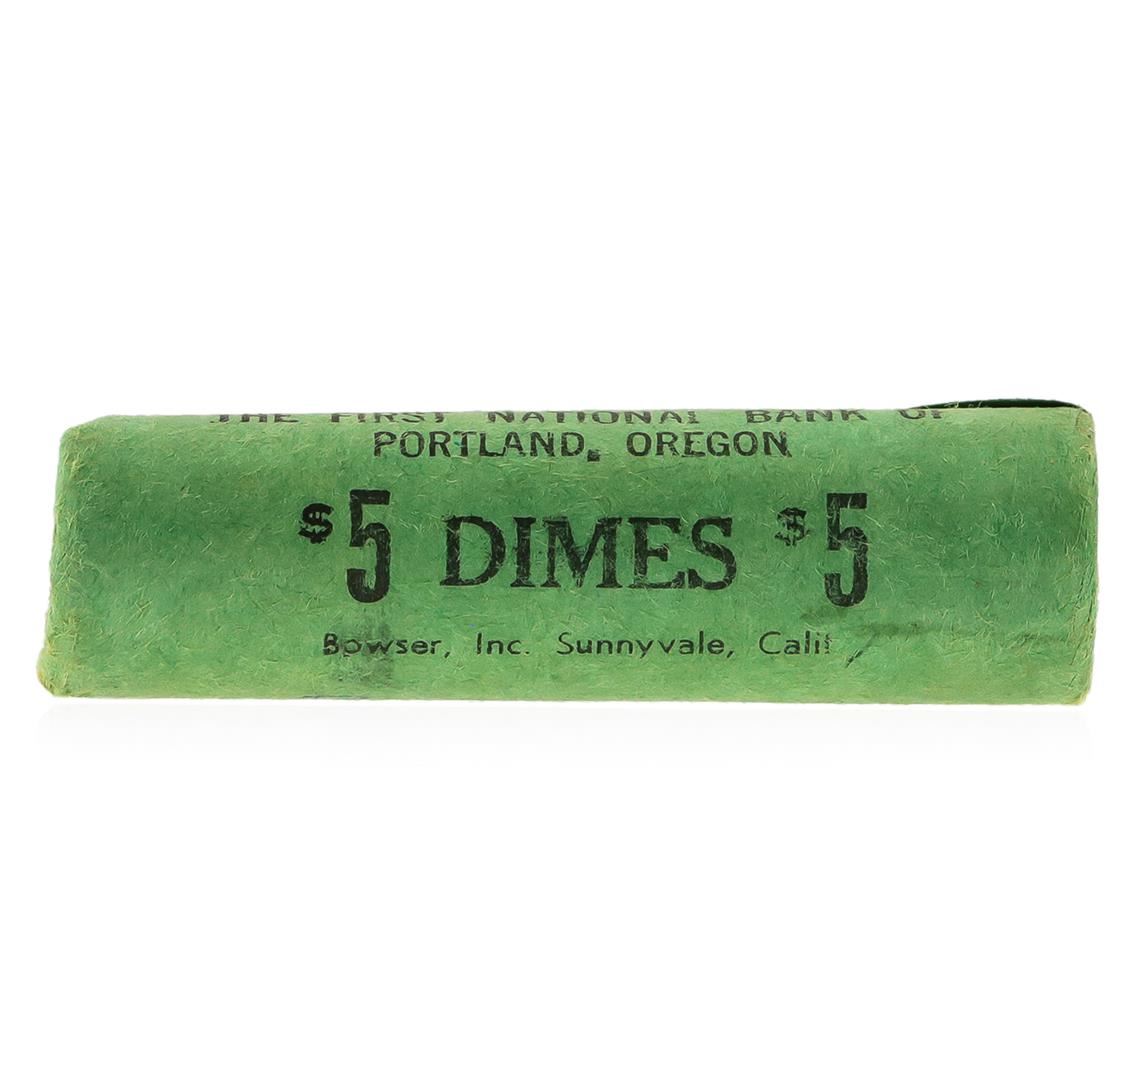 THE FIRST NATIONAL BANK OF
PORTLAND, OREGON
$5 DIMES $5
Bowser, Inc. Sunnyvale, Calif